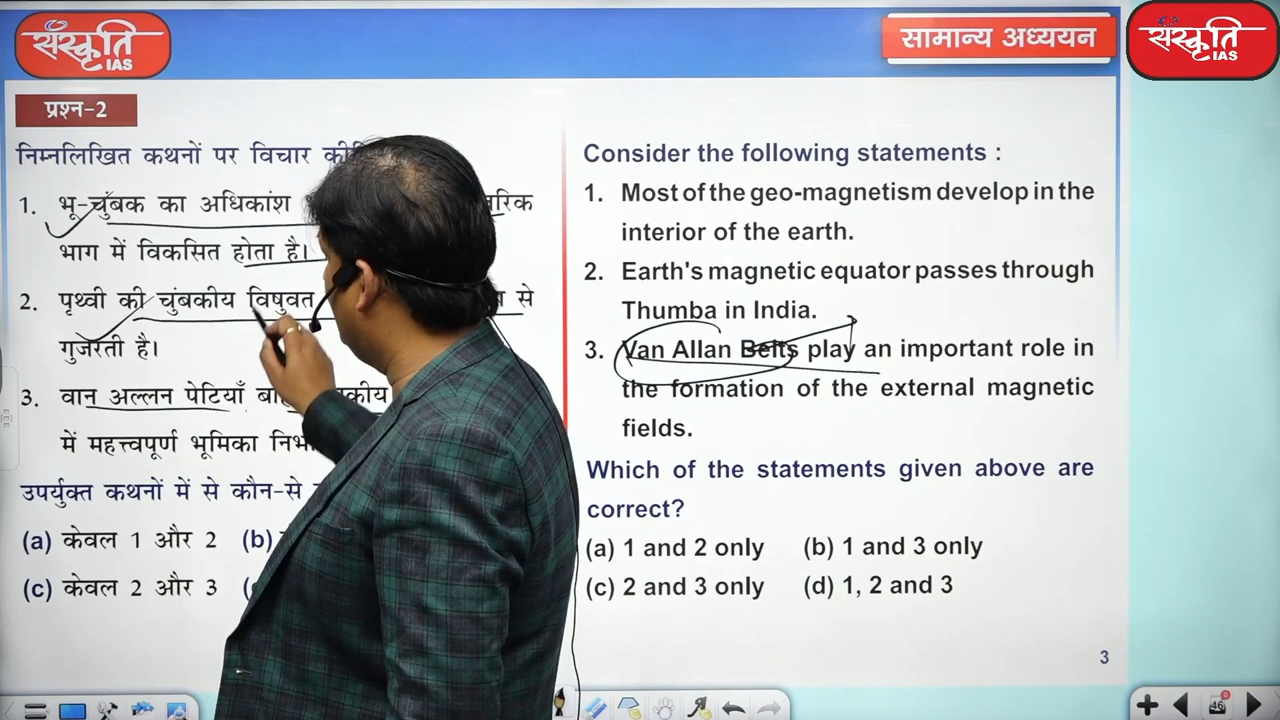 संस्कृति
IAS
सामान्य अध्ययन
संस्कृति
IAS
प्रश्न-2
निम्नलिखित कथनों पर विचार
1. भू-चुंबक का अधिकांश
भाग में विकसित होता है।
2. पृथ्वी की चुंबकीय विषुवत से
गुजरती है।
3. वान अल्लन पेटियाँ
में महत्त्वपूर्ण भूमिका
उपर्युक्त कथनों में से कौन-से
(a) केवल 1 और 2 (b)
(c) केवल 2 और 3
Consider the following statements :
1. Most of the geo-magnetism develop in the
interior of the earth.
2. Earth's magnetic equator passes through
Thumba in India.
3. Van Allan Belts play an important role in
the formation of the external magnetic
fields.
Which of the statements given above are
correct?
(a) 1 and 2 only (b) 1 and 3 only
(c) 2 and 3 only (d) 1, 2 and 3
3
46